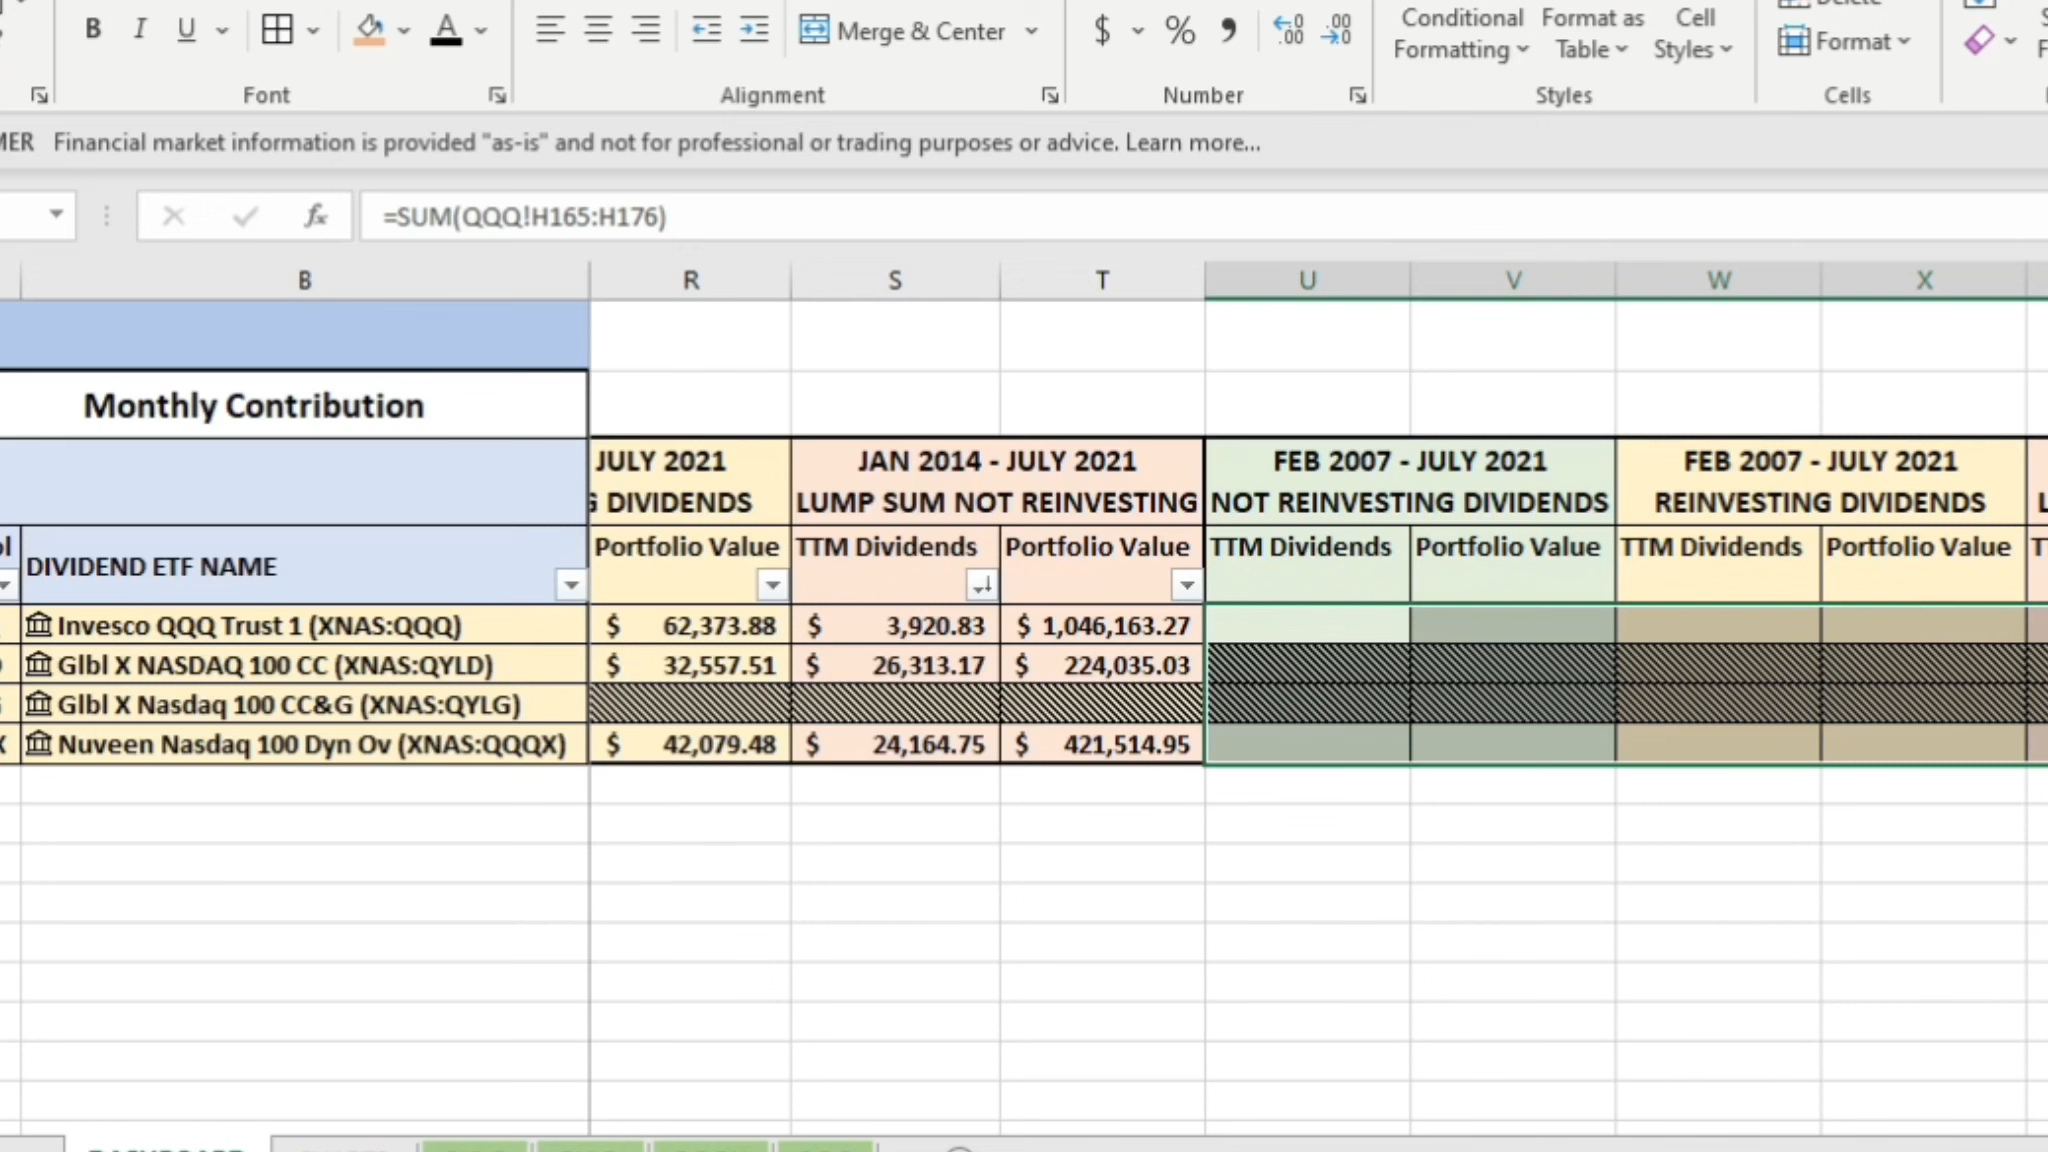 Conditional Format as Cell
B I U A Merge & Center $ % Formatting Table Styles Format
Font Alignment Number Styles Cells
Financial market information is provided "as-is" and not for professional or trading purposes or advice. Learn more...
fx =SUM(QQQ!H165:H176)
B R S T U V W X
Monthly Contribution
JULY 2021 JAN 2014 - JULY 2021 FEB 2007 - JULY 2021 FEB 2007 - JULY 2021
DIVIDENDS LUMP SUM NOT REINVESTING NOT REINVESTING DIVIDENDS REINVESTING DIVIDENDS
Portfolio Value TTM Dividends Portfolio Value TTM Dividends Portfolio Value TTM Dividends Portfolio Value
DIVIDEND ETF NAME
Invesco QQQ Trust 1 (XNAS:QQQ) $ 62,373.88 $ 3,920.83 $ 1,046,163.27
Glbl X NASDAQ 100 CC (XNAS:QYLD) $ 32,557.51 $ 26,313.17 $ 224,035.03
Glbl X Nasdaq 100 CC&G (XNAS:QYLG)
Nuveen Nasdaq 100 Dyn Ov (XNAS:QQQX) $ 42,079.48 $ 24,164.75 $ 421,514.95